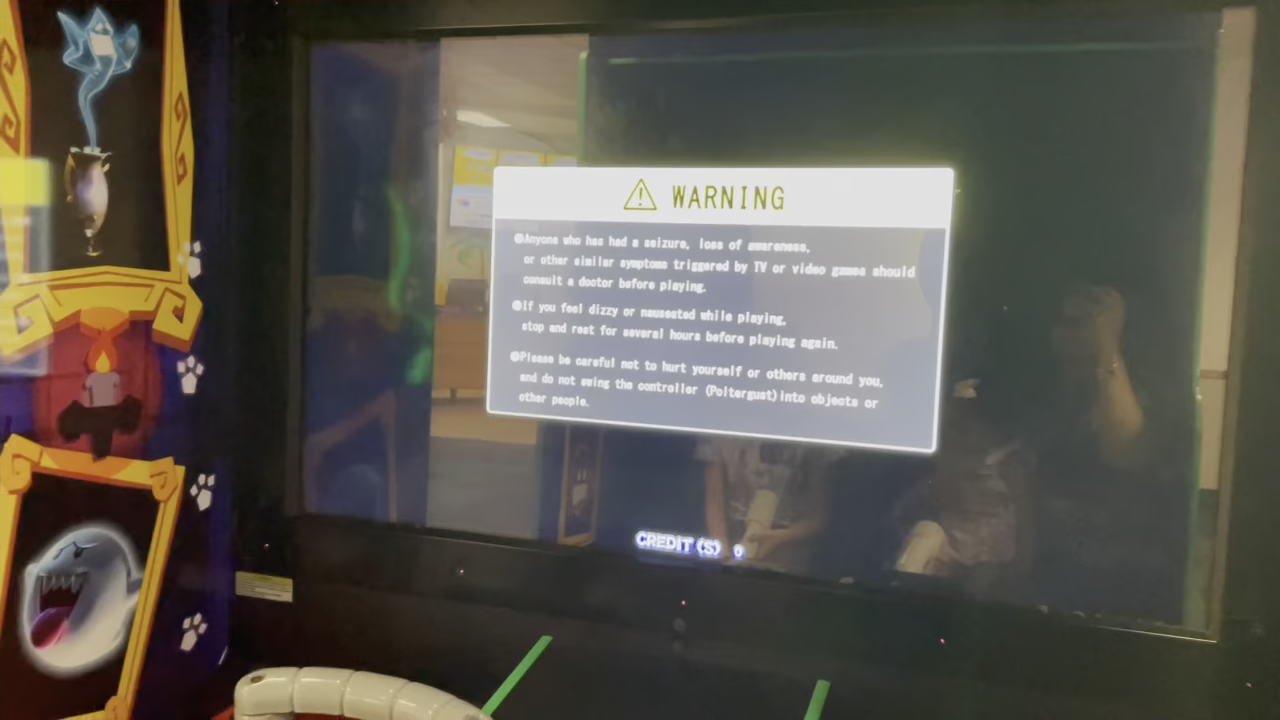 WARNING
●Anyone who has had a seizure, loss of awareness,
or other similar symptoms triggered by TV or video games should
consult a doctor before playing.
●If you feel dizzy or nauseated while playing,
stop and rest for several hours before playing again.
●Please be careful not to hurt yourself or others around you,
and do not swing the controller (Poltergust)into objects or
other people.
CREDIT(S) 0